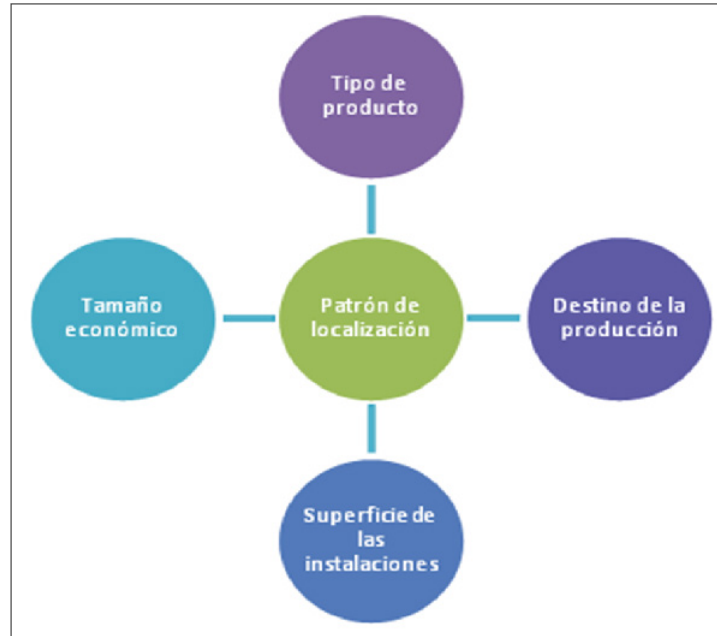 Tipo de
producto
Tamaño
económico
Patrón de
localización
Destino de la
producción
Superficie de
las
instalaciones